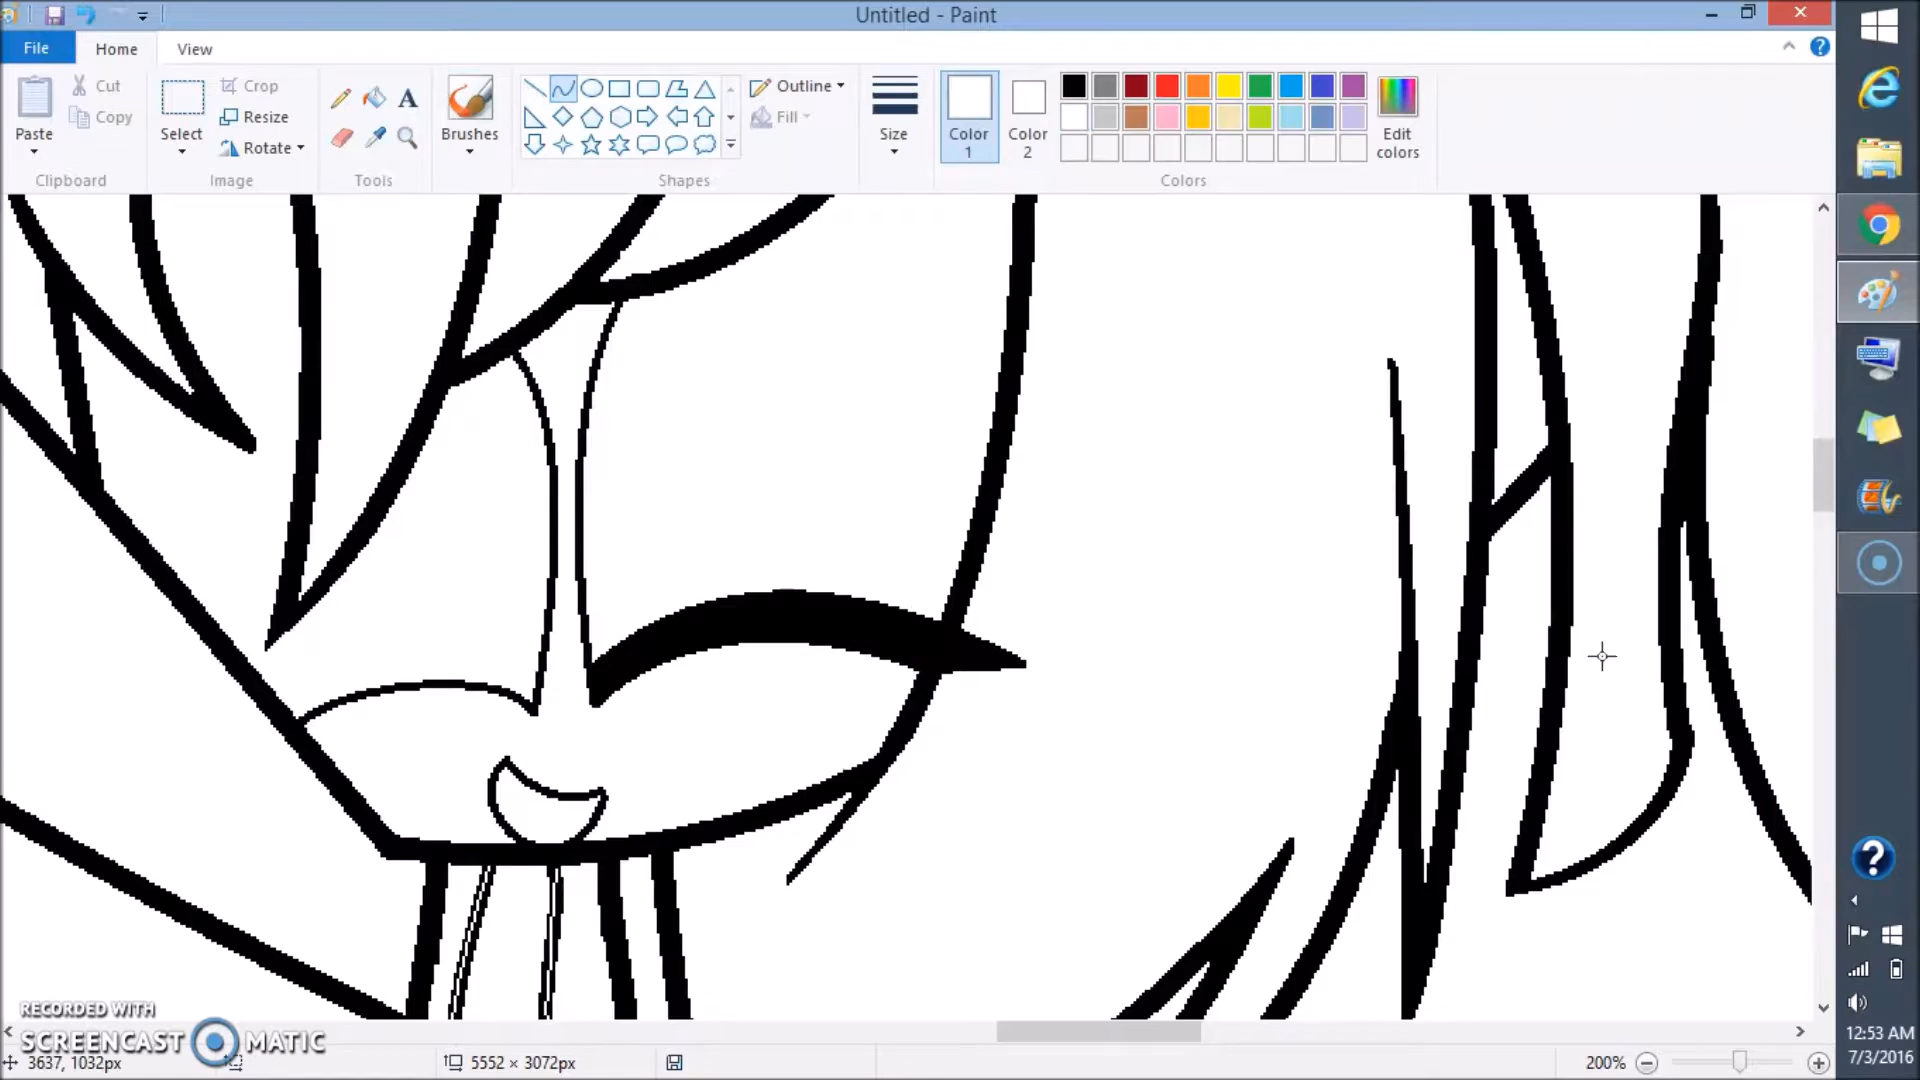 Untitled - Paint
File Home View
Paste Cut Copy Clipboard
Select Crop Resize Rotate Image
A
Tools
Brushes
Outline Fill Shapes
Size
Color 1 Color 2 Edit colors
Colors
RECORDED WITH
SCREENCAST MATIC
3637, 1032px 5552 × 3072px 200%
12:53 AM
7/3/2016